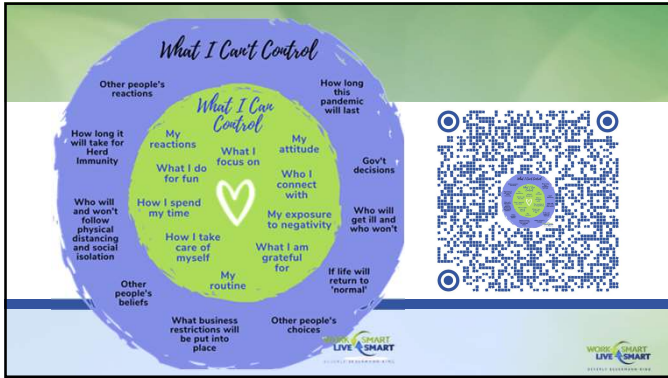 What I Can't Control
Other people's
reactions
How long
this
pandemic
will last
What I Can
Control
How long it
will take for
Herd
Immunity
My
reactions
What I
focus on
My
attitude
Gov't
decisions
What I do
for fun
Who I
connect
with
Who will
and won't
follow
physical
distancing
and social
isolation
How I spend
my time
My exposure
to negativity
Who will
get ill and
who won't
How I take
care of
myself
What I am
grateful
for
My
routine
If life will
return to
'normal'
Other
people's
beliefs
What business
restrictions will
be put into
place
Other people's
choices
WORK SMART
LIVE SMART
WORK SMART
LIVE SMART